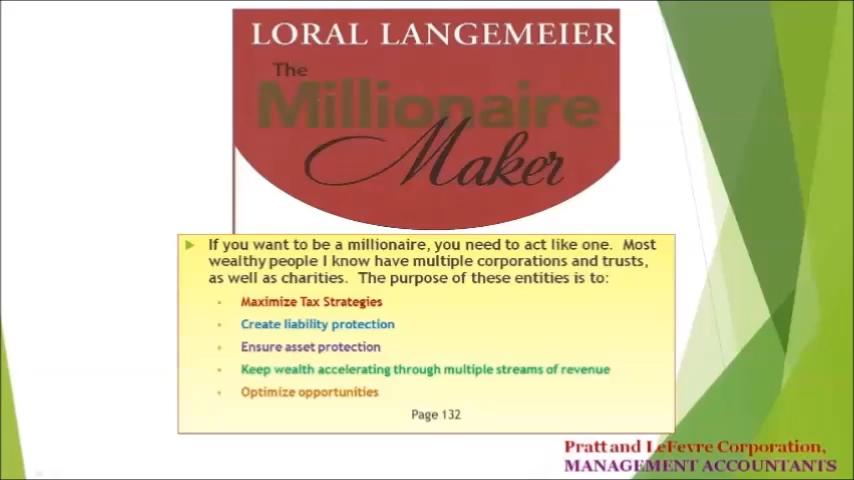 LORAL LANGEMEIER
The
Millionaire
Maker
If you want to be a millionaire, you need to act like one. Most
wealthy people I know have multiple corporations and trusts,
as well as charities. The purpose of these entities is to:
Maximize Tax Strategies
Create liability protection
Ensure asset protection
Keep wealth accelerating through multiple streams of revenue
Optimize opportunities
Page 132
Pratt and LeFevre Corporation,
MANAGEMENT ACCOUNTANTS